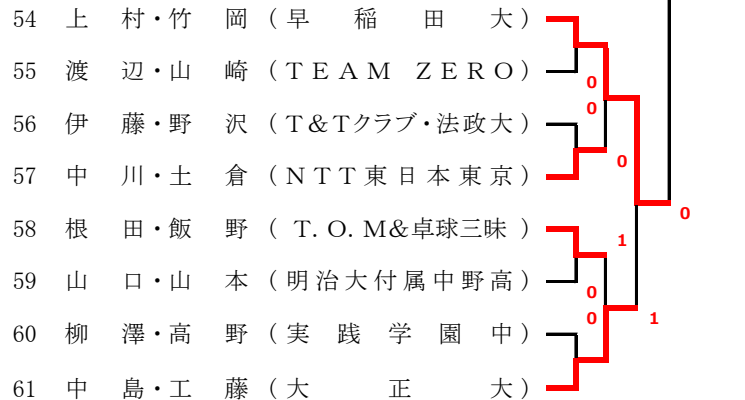 54 上村・竹岡（早稲田大）
55 渡辺・山崎（TEAM ZERO）
0
56 伊藤・野沢（T&Tクラブ・法政大）
0
57 中川・土倉（NTT東日本東京）
0
0
58 根田・飯野（T.O.M&卓球三昧）
1
59 山口・山本（明治大付属中野高）
0
60 柳澤・高野（実践学園中）
0
1
61 中島・工藤（大正大）